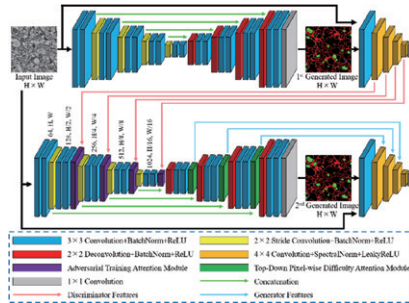 Input Image
H × W
1st Generated Image
H × W
64, H, W
128, H/2, W/2
256, H/4, W/4
512, H/8, W/8
1024, H/16, W/16
2nd Generated Image
H × W
3 × 3 Convolution+BatchNorm+ReLU
2 × 2 Stride Convolution+BatchNorm+ReLU
2 × 2 Deconvolution+BatchNorm+ReLU
4 × 4 Convolution+SpectralNorm+LeakyReLU
Adversarial Training Attention Module
Top-Down Pixel-wise Difficulty Attention Module
1 × 1 Convolution
Concatenation
Discriminator Features
Generator Features